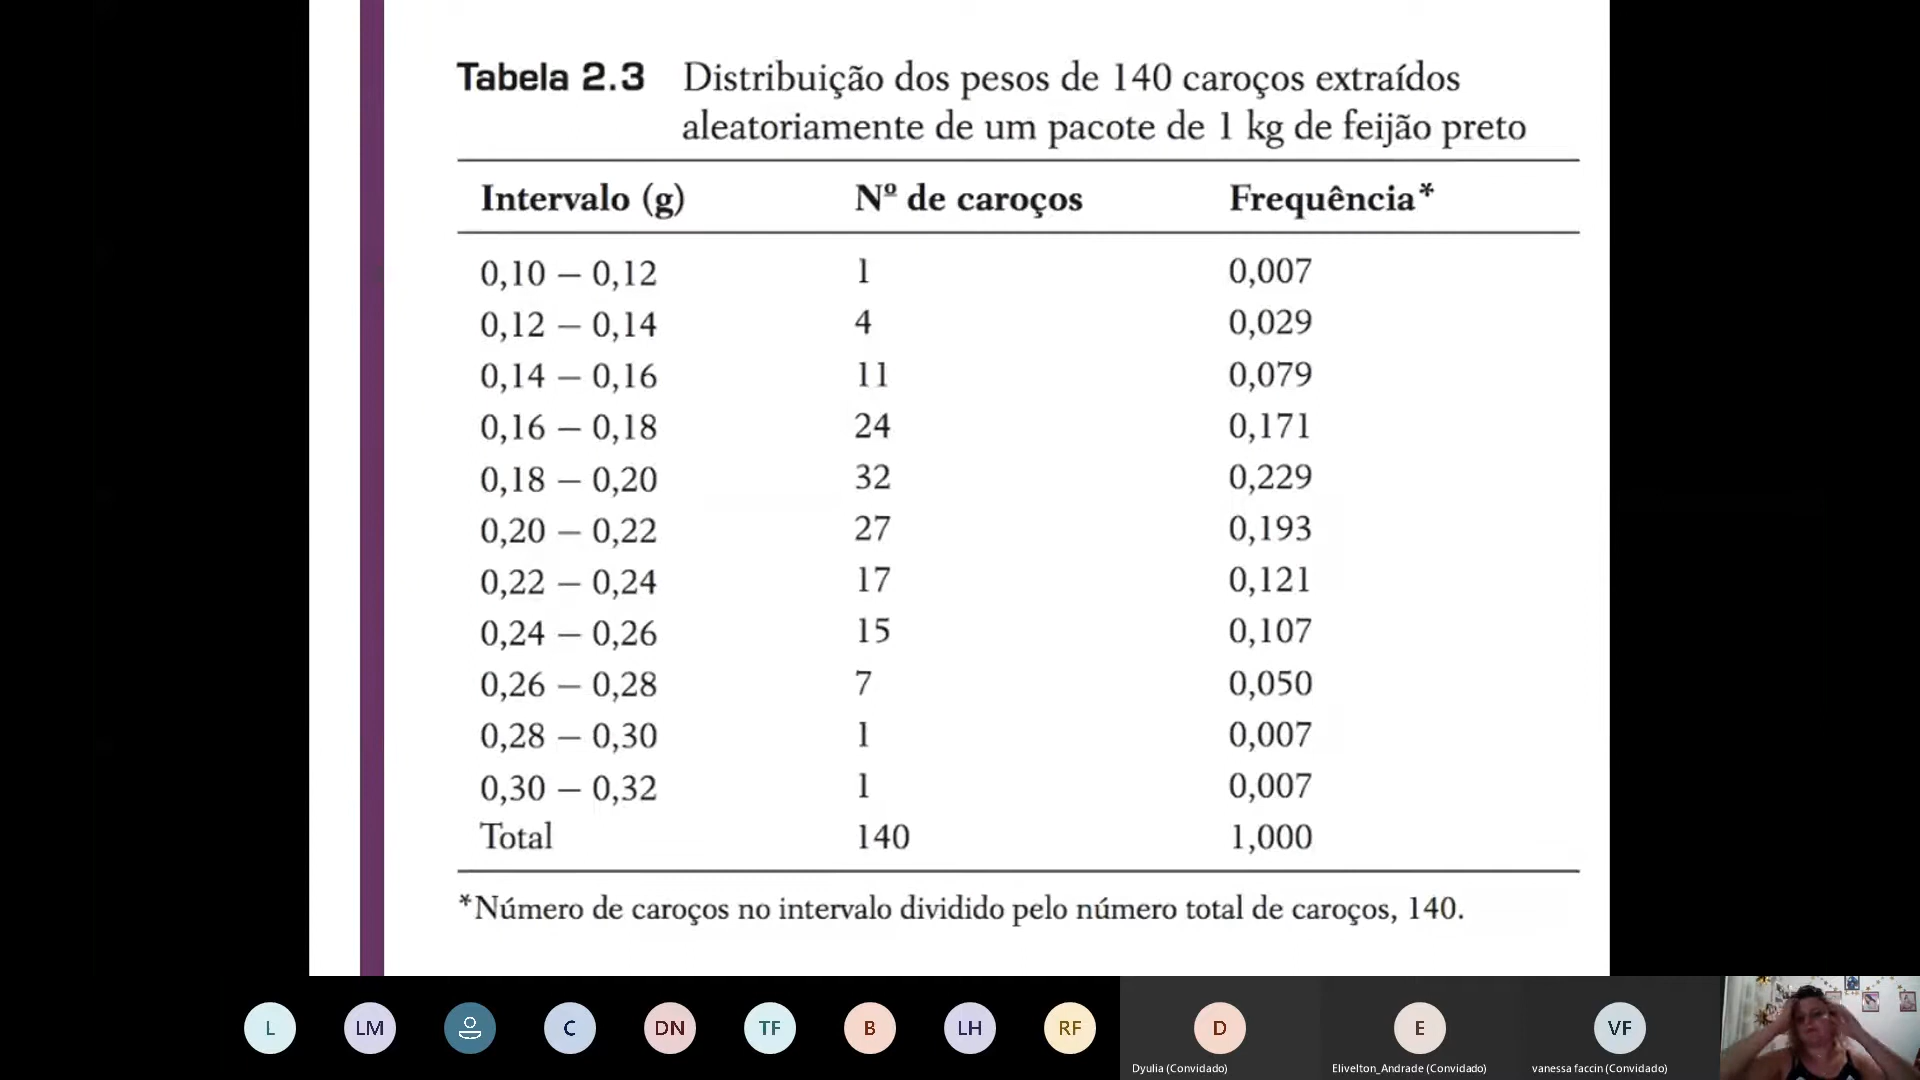 Tabela 2.3 Distribuição dos pesos de 140 caroços extraídos
aleatoriamente de um pacote de 1 kg de feijão preto
Intervalo (g) Nº de caroços Frequência*
0,10 – 0,12 1 0,007
0,12 – 0,14 4 0,029
0,14 – 0,16 11 0,079
0,16 – 0,18 24 0,171
0,18 – 0,20 32 0,229
0,20 – 0,22 27 0,193
0,22 – 0,24 17 0,121
0,24 – 0,26 15 0,107
0,26 – 0,28 7 0,050
0,28 – 0,30 1 0,007
0,30 – 0,32 1 0,007
Total 140 1,000
*Número de caroços no intervalo dividido pelo número total de caroços, 140.
L LM C DN TF B LH RF D E VF
Dyulia (Convidado) Elivelton_Andrade (Convidado) vanessa faccin (Convidado)